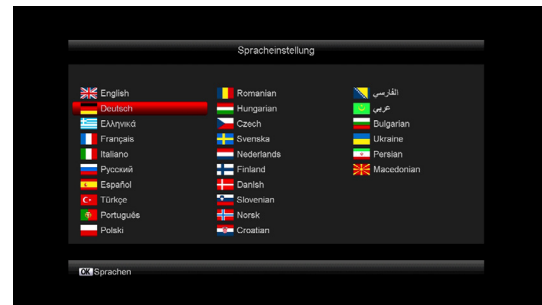 Spracheinstellung
English
Deutsch
Ελληνικά
Français
Italiano
Русский
Español
Türkçe
Português
Polski
Romanian
Hungarian
Czech
Svenska
Nederlands
Finland
Danish
Slovenian
Norsk
Croatian
الفارسي
عربي
Bulgarian
Ukraine
Persian
Macedonian
OK Sprachen